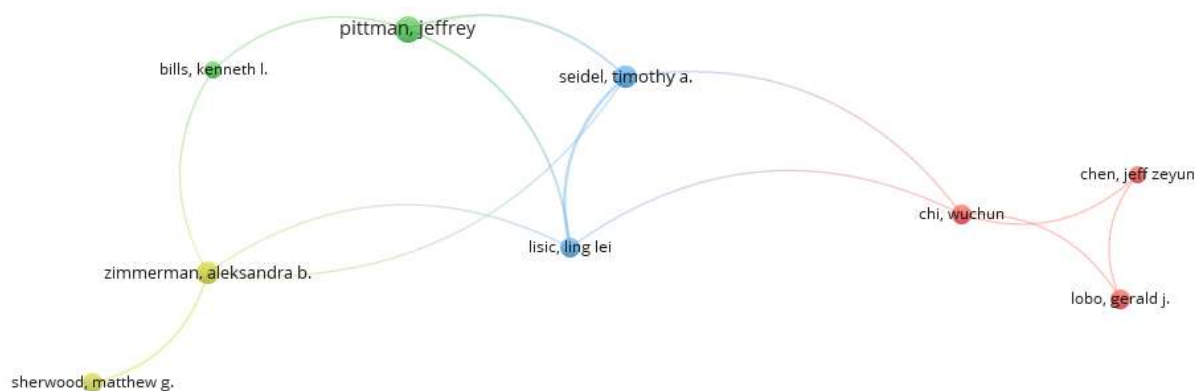 pittman, jeffrey
bills, kenneth l.
seidel, timothy a.
chen, jeff zeyun
chi, wuchun
lisic, ling lei
zimmerman, aleksandra b.
lobo, gerald j.
sherwood, matthew g.